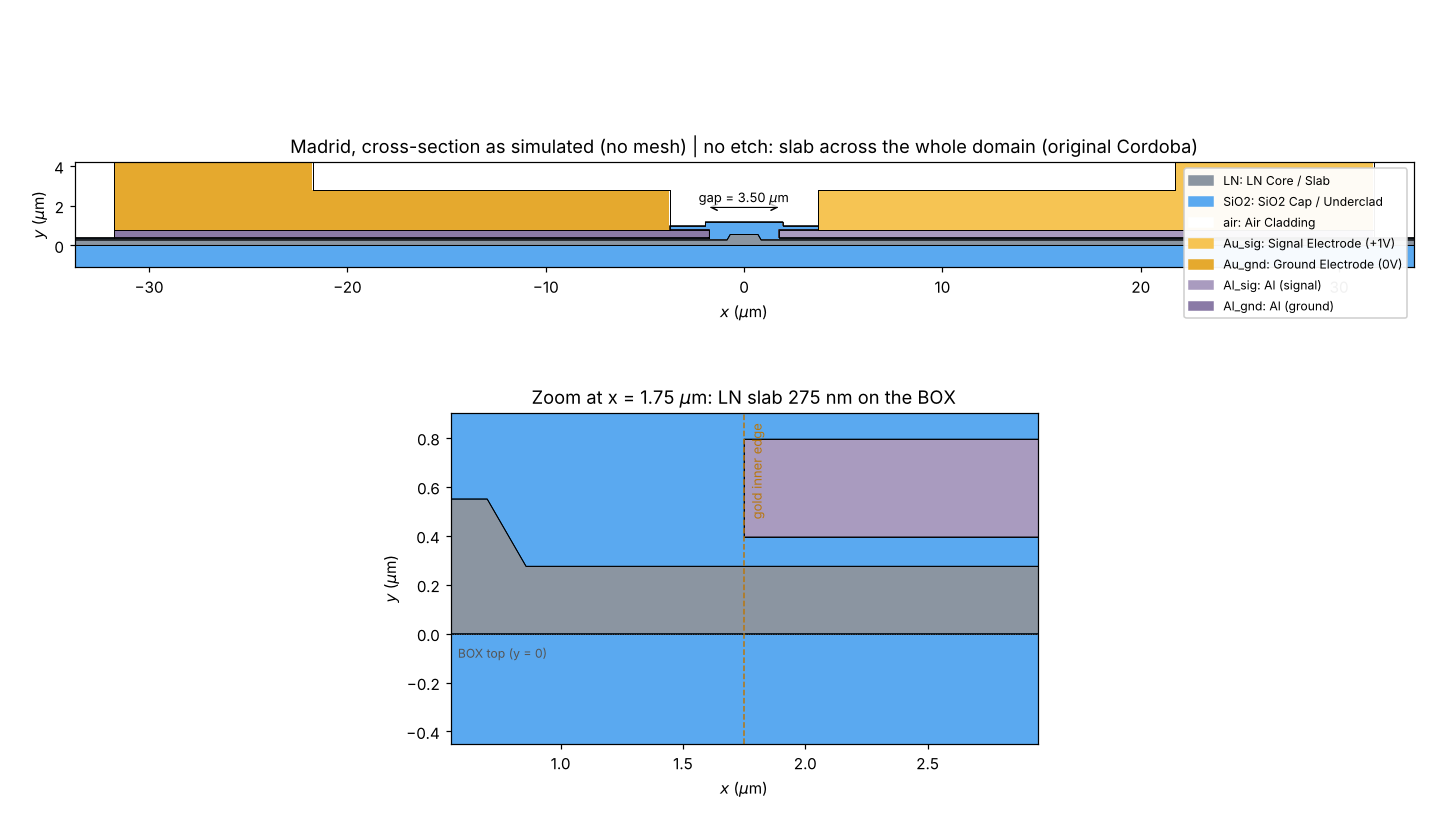 Madrid, cross-section as simulated (no mesh) | no etch: slab across the whole domain (original Cordoba)
4
2
0
y (μm)
gap = 3.50 μm
LN: LN Core / Slab
SiO2: SiO2 Cap / Underclad
air: Air Cladding
Au_sig: Signal Electrode (+1V)
Au_gnd: Ground Electrode (0V)
Al_sig: Al (signal)
Al_gnd: Al (ground)
−30 −20 −10 0 10 20 30
x (μm)
Zoom at x = 1.75 μm: LN slab 275 nm on the BOX
0.8
0.6
0.4
0.2
0.0
−0.2
−0.4
y (μm)
gold inner edge
BOX top (y = 0)
1.0 1.5 2.0 2.5
x (μm)